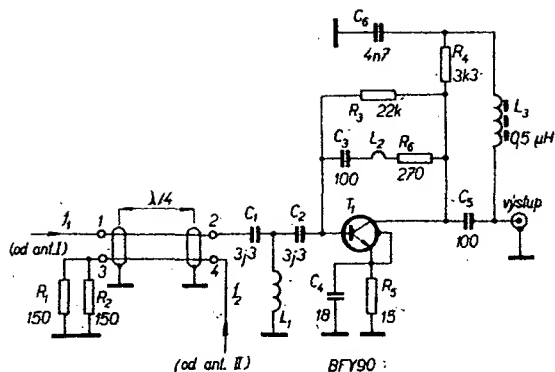 C6
4n7
R4
3k3
R3 22k
L3
0,5 µH
C3 L2 R6
100 270
λ/4
C1 C2 T1 C5 výstup
I1 1 2
(od ant. I) 3j3 3j3 100
3 4
I2
R1 R2 L1 C4 R5
150 150 18 15
(od ant. II) BFY90